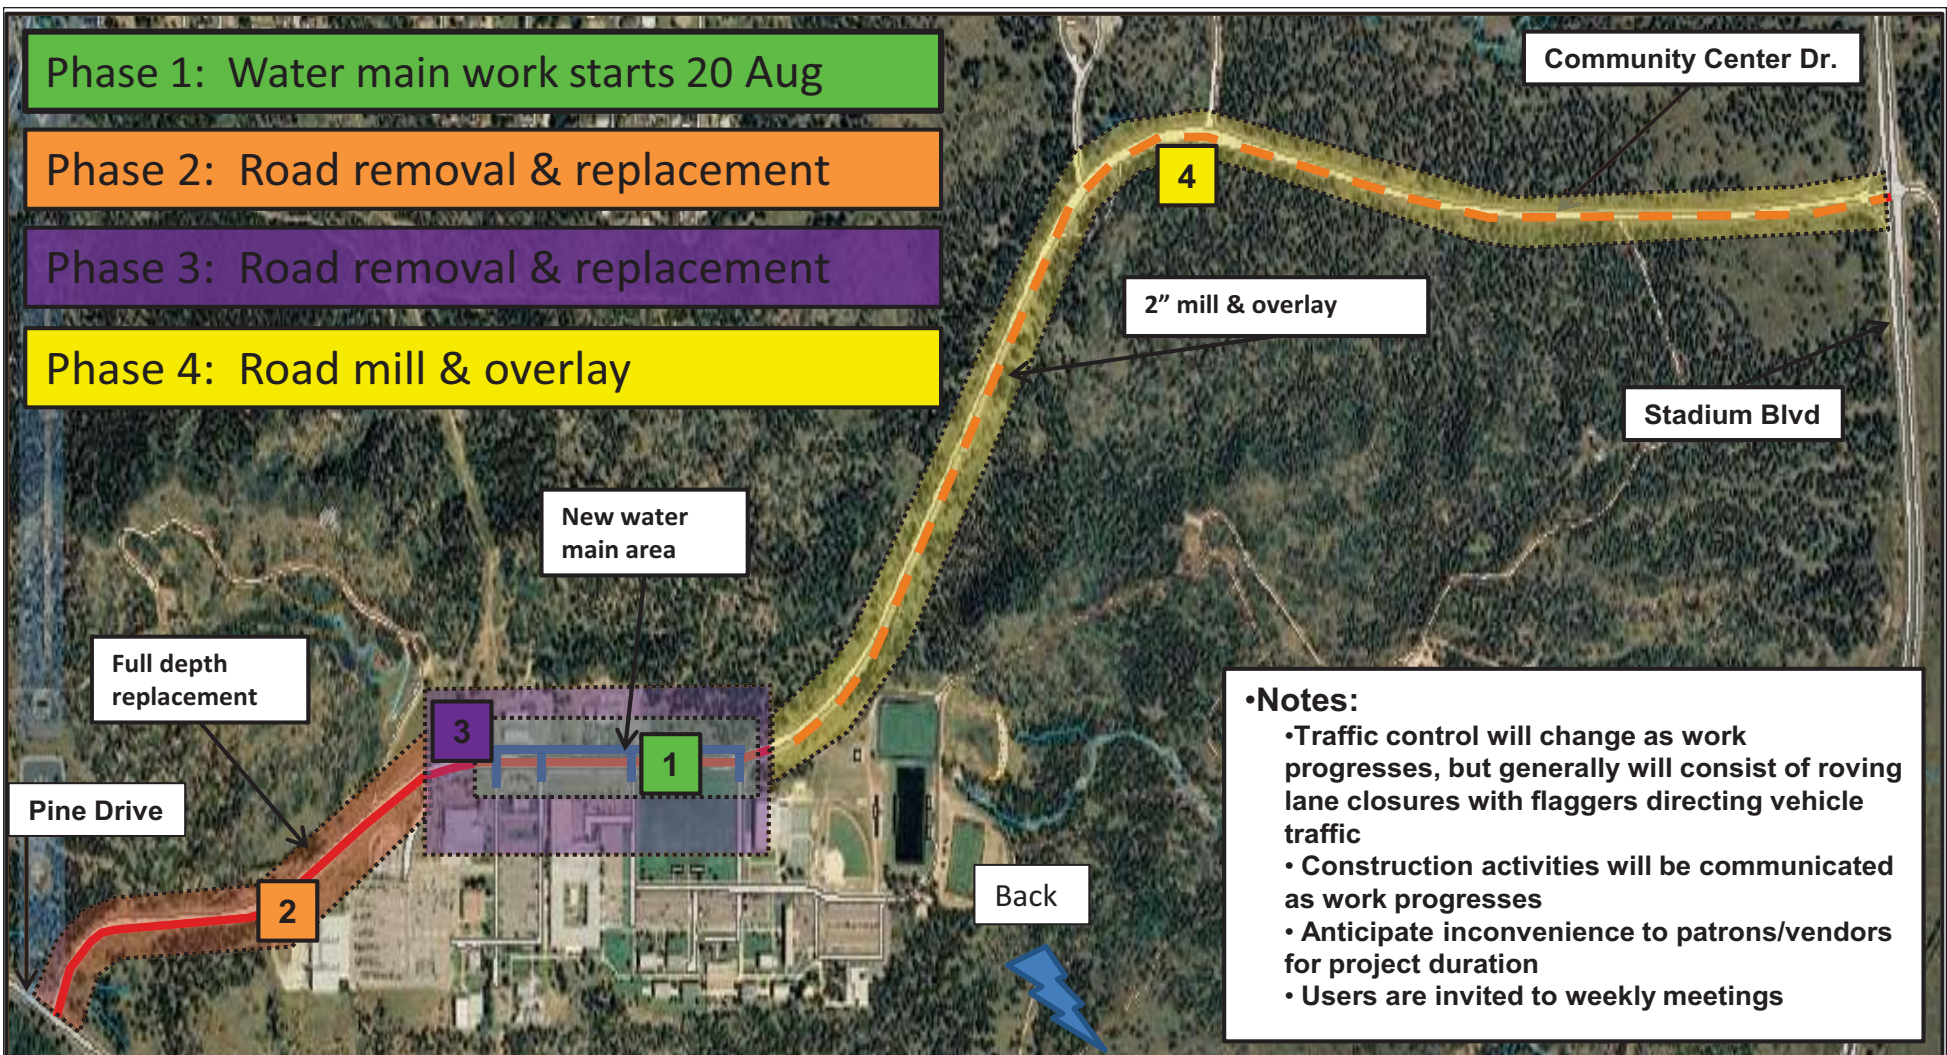 Phase 1: Water main work starts 20 Aug
Phase 2: Road removal & replacement
Phase 3: Road removal & replacement
Phase 4: Road mill & overlay
Community Center Dr.
4
2” mill & overlay
Stadium Blvd
New water
main area
Full depth
replacement
3
1
Pine Drive
2
Back
•Notes:
•Traffic control will change as work
progresses, but generally will consist of roving
lane closures with flaggers directing vehicle
traffic
• Construction activities will be communicated
as work progresses
• Anticipate inconvenience to patrons/vendors
for project duration
• Users are invited to weekly meetings